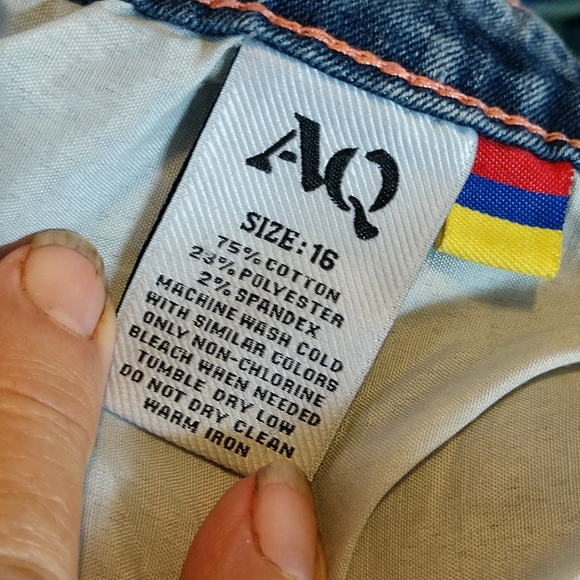 AQ
SIZE: 16
75% COTTON
23% POLYESTER
2% SPANDEX
MACHINE WASH COLD
WITH SIMILAR COLORS
ONLY NON-CHLORINE
BLEACH WHEN NEEDED
TUMBLE DRY LOW
DO NOT DRY CLEAN
WARM IRON